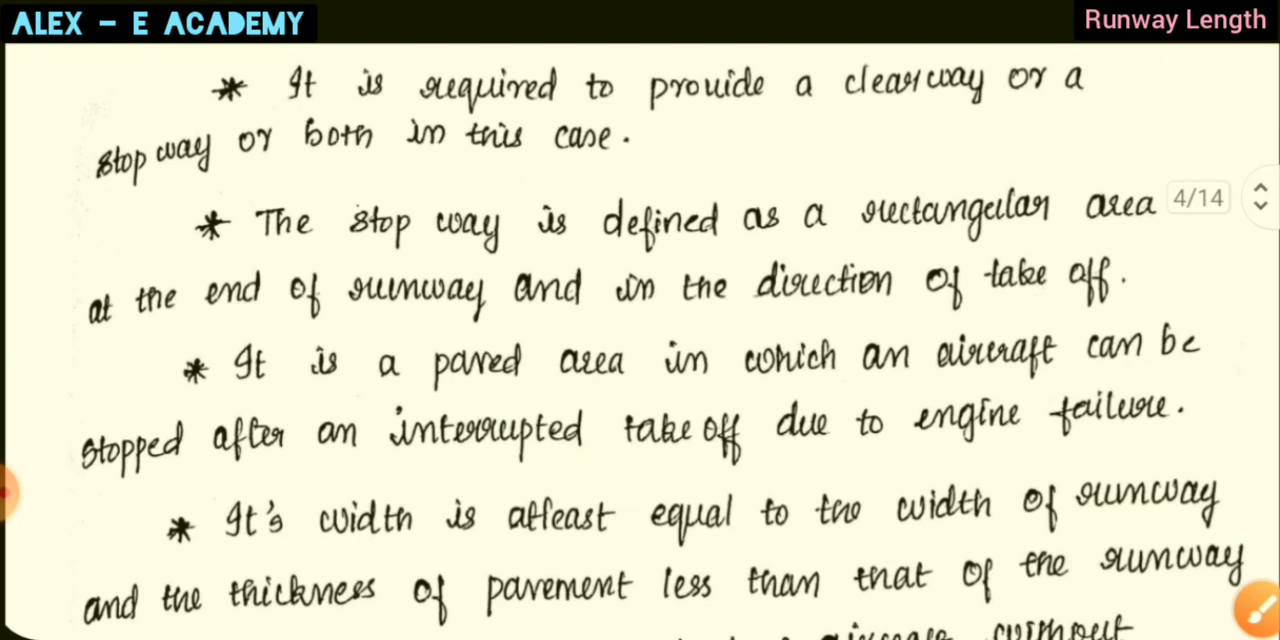 ALEX - E ACADEMY
Runway Length
* It is required to provide a clearway or a
stop way or both in this case.
* The stop way is defined as a rectangular area
4/14
at the end of runway and in the direction of take off.
* It is a paved area in which an aircraft can be
stopped after an interrupted take off due to engine failure.
* It's width is atleast equal to the width of runway
and the thickness of pavement less than that of the runway
without